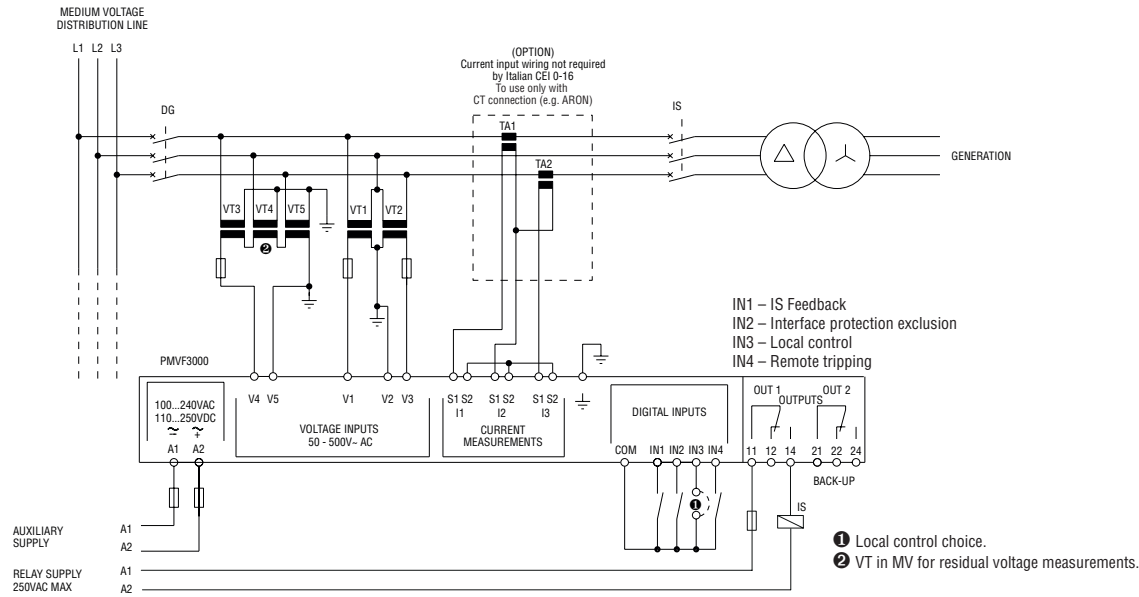 MEDIUM VOLTAGE
DISTRIBUTION LINE
L1 L2 L3
DG
(OPTION)
Current input wiring not required
by Italian CEI 0-16
To use only with
CT connection (e.g. ARON)
TA1
TA2
IS
GENERATION
VT3 VT4 VT5
VT1 VT2
❷
IN1 – IS Feedback
IN2 – Interface protection exclusion
IN3 – Local control
IN4 – Remote tripping
PMVF3000
100...240VAC
110...250VDC
~ ~
– +
A1 A2
V4 V5 V1 V2 V3
VOLTAGE INPUTS
50 - 500V~ AC
S1 S2 S1 S2 S1 S2
I1 I2 I3
CURRENT
MEASUREMENTS
DIGITAL INPUTS
COM IN1 IN2 IN3 IN4
OUT 1 OUT 2
OUTPUTS
11 12 14 21 22 24
BACK-UP
❶
IS
AUXILIARY
SUPPLY
A1
A2
RELAY SUPPLY
250VAC MAX
A1
A2
❶ Local control choice.
❷ VT in MV for residual voltage measurements.